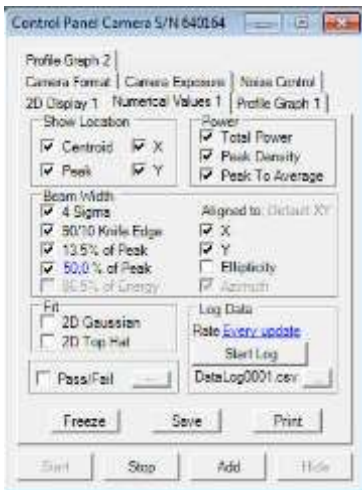 Control Panel Camera S/N 640164
Profile Graph 2
Camera Format Camera Exposure Noise Control
2D Display 1 Numerical Values 1 Profile Graph 1
Show Location
Centroid X
Peak Y
Power
Total Power
Peak Density
Peak To Average
Beam Width
4 Sigma
90/10 Knife Edge
13.5% of Peak
50.0 % of Peak
86.5% of Energy
Aligned to: Default XY
X
Y
Ellipticity
Azimuth
Fit
2D Gaussian
2D Top Hat
Pass/Fail ...
Log Data
Rate Every update
Start Log
DataLog0001.csv ...
Freeze Save Print
Start Stop Add Hide